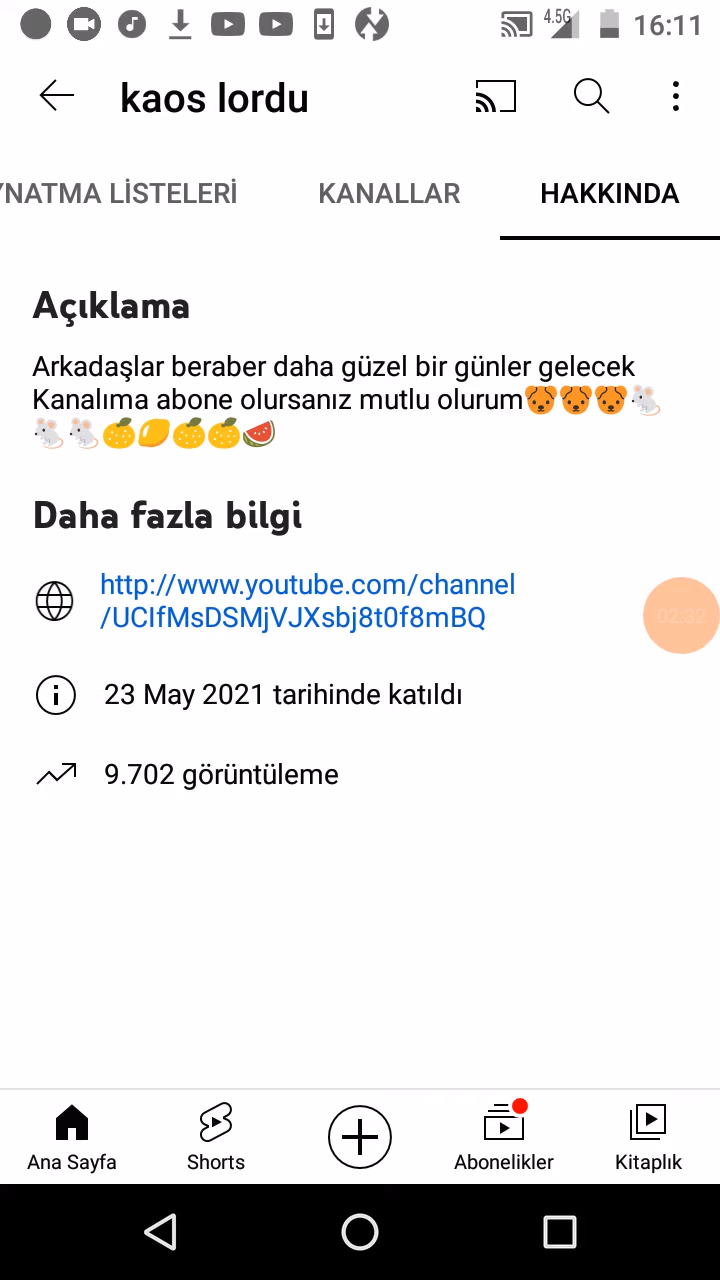 4.5G 16:11
kaos lordu
YNATMA LİSTELERİ KANALLAR HAKKINDA
Açıklama
Arkadaşlar beraber daha güzel bir günler gelecek
Kanalıma abone olursanız mutlu olurum🐶🐶🐶🐁
🐁🐁🍊🍋🍊🍊🍉
Daha fazla bilgi
http://www.youtube.com/channel
/UCIfMsDSMjVJXsbj8t0f8mBQ
02:32
23 May 2021 tarihinde katıldı
9.702 görüntüleme
Ana Sayfa Shorts Abonelikler Kitaplık